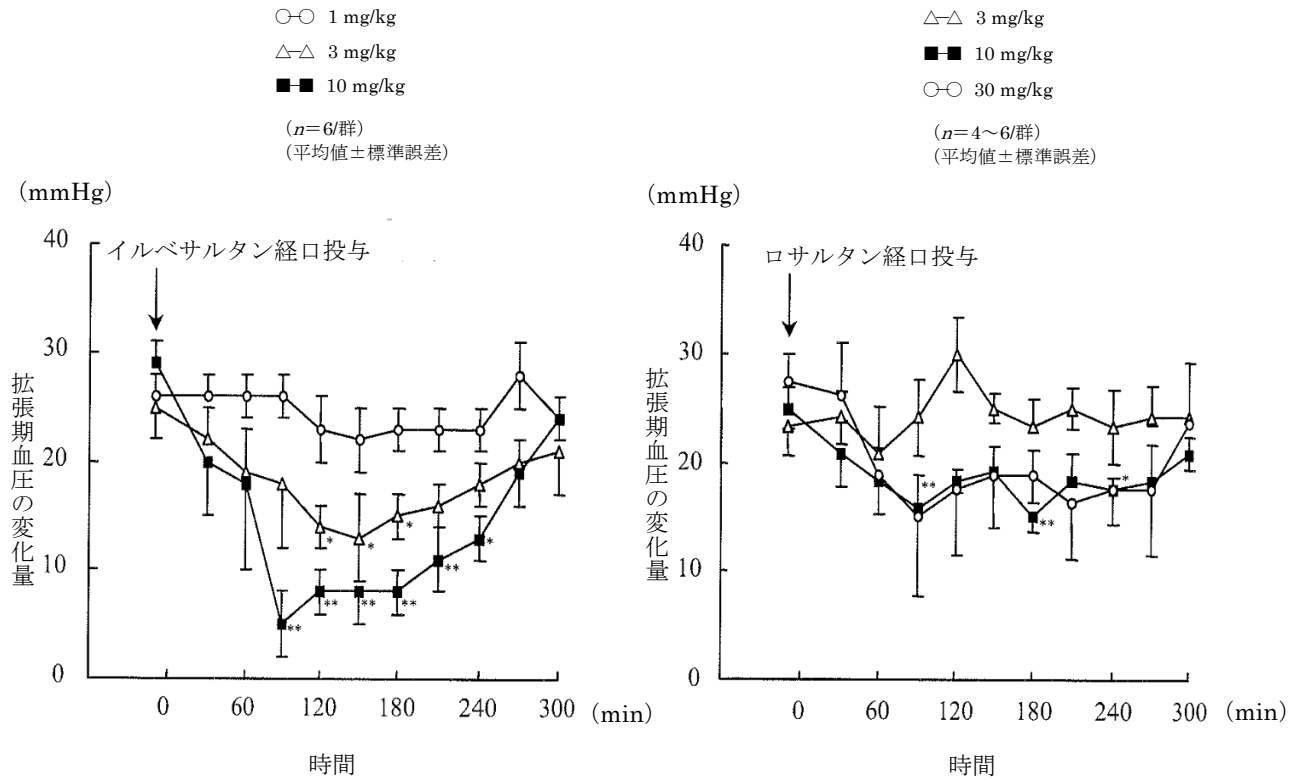 ○-○ 1 mg/kg
△-△ 3 mg/kg
■-■ 10 mg/kg
(n=6/群)
(平均値±標準誤差)
(mmHg)
40
30
20
10
0
イルベサルタン経口投与
拡張期血圧の変化量
*
*
*
**
**
**
**
**
*
0 60 120 180 240 300 (min)
時間
△-△ 3 mg/kg
■-■ 10 mg/kg
○-○ 30 mg/kg
(n=4～6/群)
(平均値±標準誤差)
(mmHg)
40
30
20
10
0
ロサルタン経口投与
拡張期血圧の変化量
**
**
*
0 60 120 180 240 300 (min)
時間